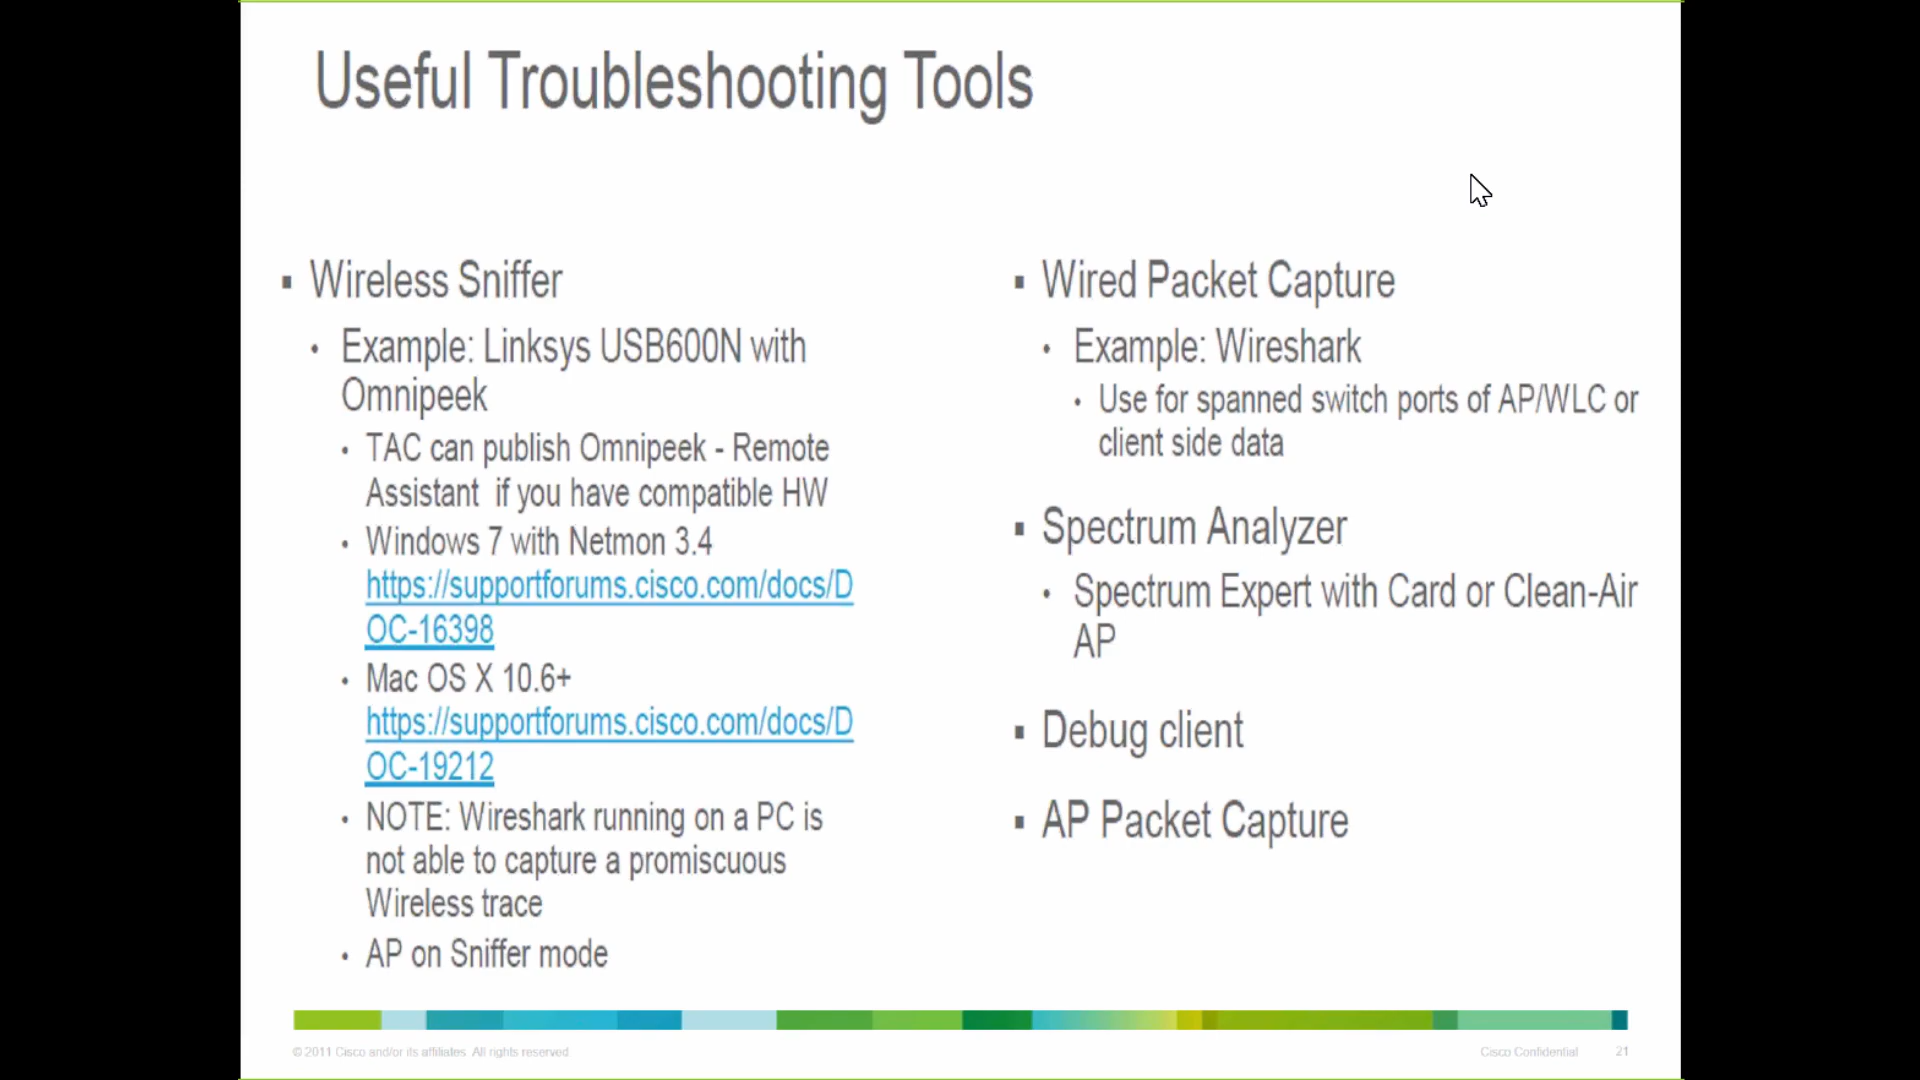 Useful Troubleshooting Tools
▪ Wireless Sniffer
• Example: Linksys USB600N with
Omnipeek
• TAC can publish Omnipeek - Remote
Assistant if you have compatible HW
• Windows 7 with Netmon 3.4
https://supportforums.cisco.com/docs/D
OC-16398
• Mac OS X 10.6+
https://supportforums.cisco.com/docs/D
OC-19212
• NOTE: Wireshark running on a PC is
not able to capture a promiscuous
Wireless trace
• AP on Sniffer mode
▪ Wired Packet Capture
• Example: Wireshark
• Use for spanned switch ports of AP/WLC or
client side data
▪ Spectrum Analyzer
• Spectrum Expert with Card or Clean-Air
AP
▪ Debug client
▪ AP Packet Capture
© 2011 Cisco and/or its affiliates. All rights reserved
Cisco Confidential
21